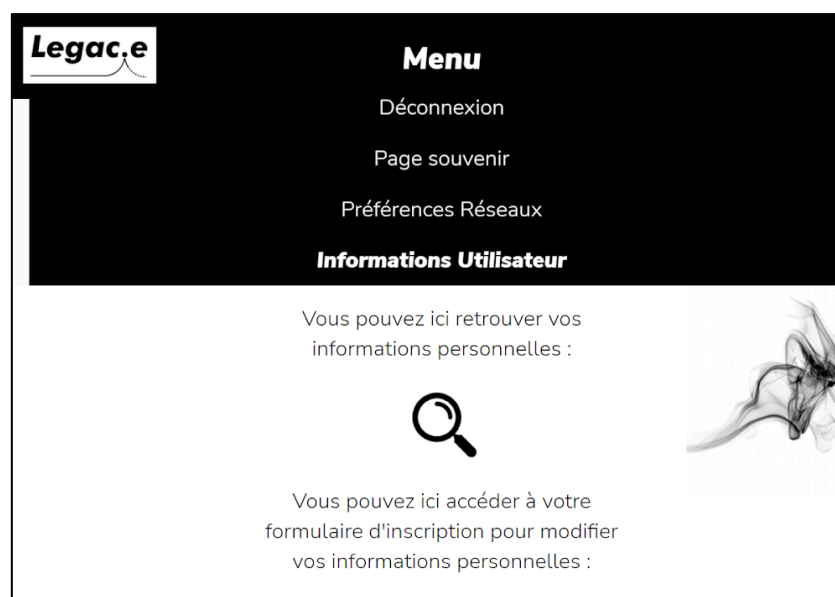 Legac.e
Menu
Déconnexion
Page souvenir
Préférences Réseaux
Informations Utilisateur
Vous pouvez ici retrouver vos
informations personnelles :
Vous pouvez ici accéder à votre
formulaire d'inscription pour modifier
vos informations personnelles :